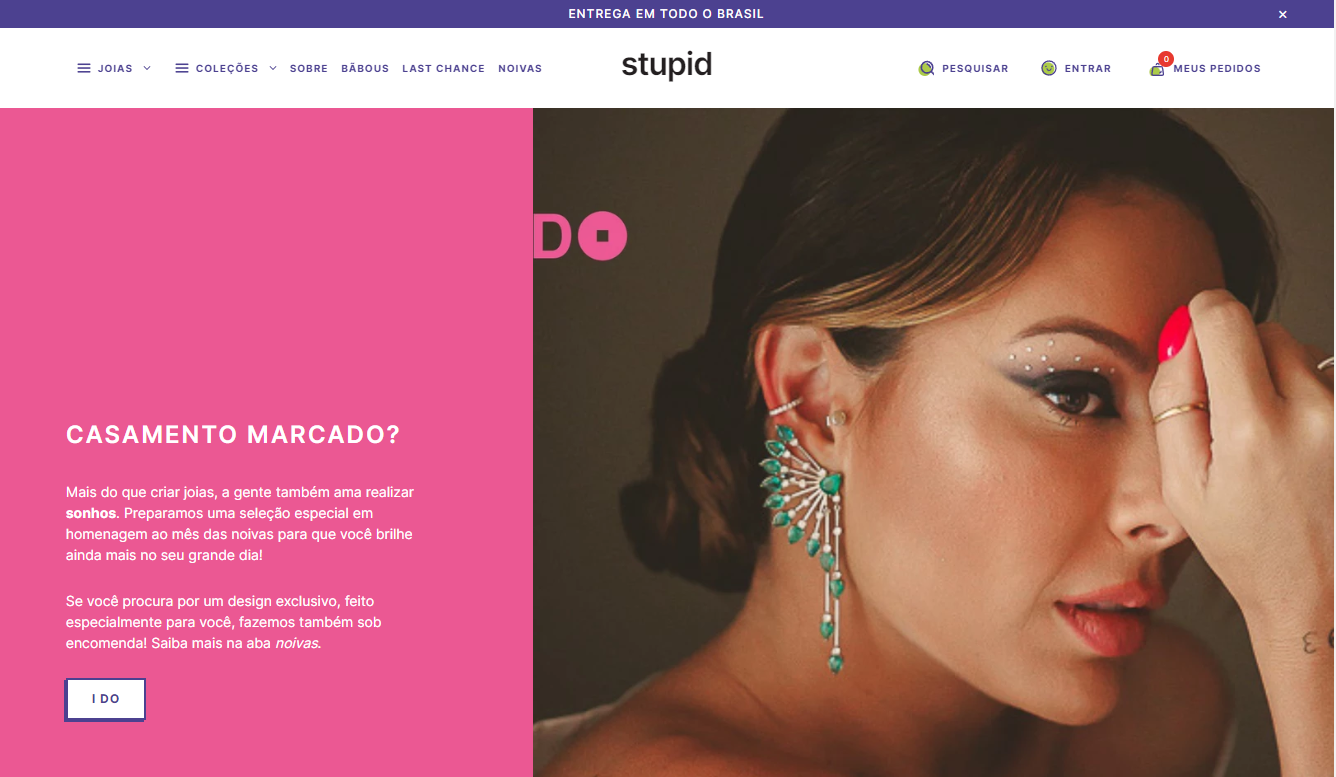 ENTREGA EM TODO O BRASIL
JOIAS
COLEÇÕES
SOBRE
BÄBOUS
LAST CHANCE
NOIVAS
stupid
PESQUISAR
ENTRAR
0
MEUS PEDIDOS
DO
CASAMENTO MARCADO?
Mais do que criar joias, a gente também ama realizar
sonhos. Preparamos uma seleção especial em
homenagem ao mês das noivas para que você brilhe
ainda mais no seu grande dia!
Se você procura por um design exclusivo, feito
especialmente para você, fazemos também sob
encomenda! Saiba mais na aba noivas.
I DO